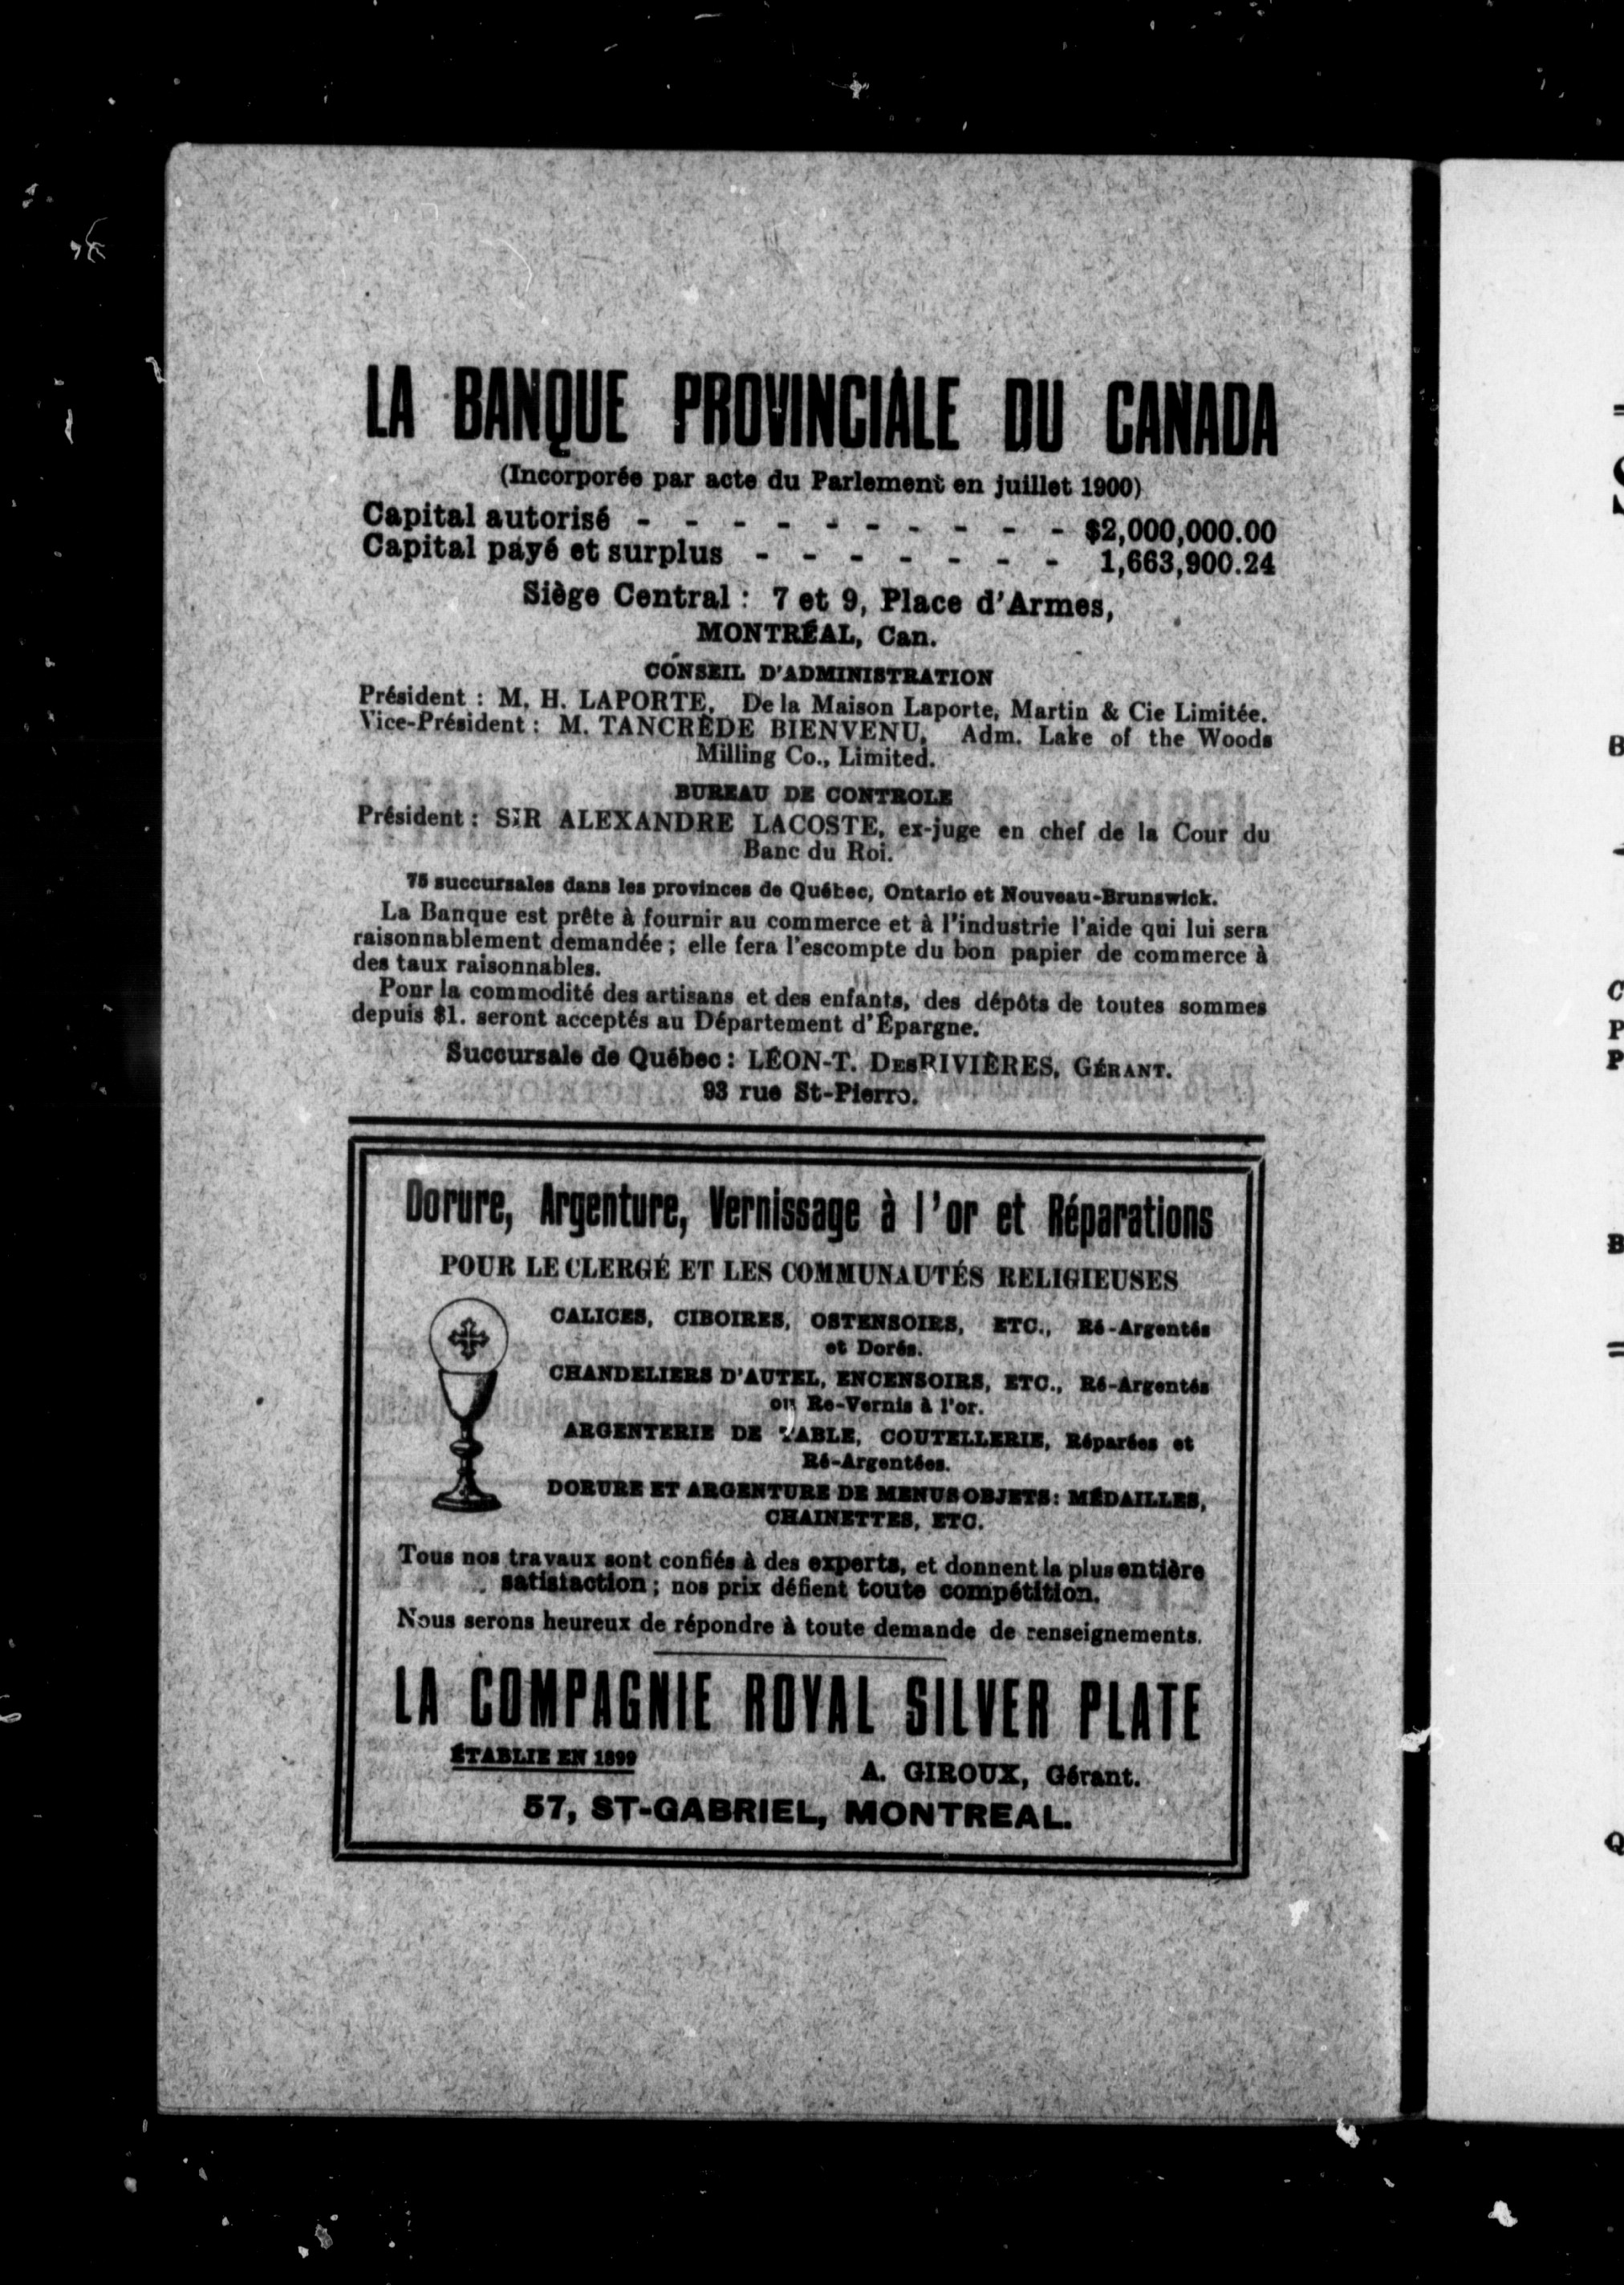 LA BANQUE PROVINCIALE DU CANADA
(Incorporée par acte du Parlement en juillet 1900)
Capital autorisé - - - - - - - - - - $2,000,000.00
Capital payé et surplus - - - - - - - 1,663,900.24
Siège Central : 7 et 9, Place d'Armes,
MONTRÉAL, Can.
CONSEIL D'ADMINISTRATION
Président : M. H. LAPORTE, De la Maison Laporte, Martin & Cie Limitée.
Vice-Président : M. TANCRÈDE BIENVENU, Adm. Lake of the Woods
Milling Co., Limited.
BUREAU DE CONTROLE
Président : SIR ALEXANDRE LACOSTE, ex-juge en chef de la Cour du
Banc du Roi.
75 succursales dans les provinces de Québec, Ontario et Nouveau-Brunswick.
La Banque est prête à fournir au commerce et à l'industrie l'aide qui lui sera
raisonnablement demandée ; elle fera l'escompte du bon papier de commerce à
des taux raisonnables.
Ponr la commodité des artisans et des enfants, des dépôts de toutes sommes
depuis $1. seront acceptés au Département d'Épargne.
Succursale de Québec : LÉON-T. DesRIVIÈRES, GÉRANT.
93 rue St-Pierre.
Dorure, Argenture, Vernissage à l'or et Réparations
POUR LE CLERGÉ ET LES COMMUNAUTÉS RELIGIEUSES
CALICES, CIBOIRES, OSTENSOIRS, ETC., Ré-Argentés
et Dorés.
CHANDELIERS D'AUTEL, ENCENSOIRS, ETC., Ré-Argentés
ou Re-Vernis à l'or.
ARGENTERIE DE TABLE, COUTELLERIE, Réparées et
Ré-Argentées.
DORURE ET ARGENTURE DE MENUS OBJETS : MÉDAILLES,
CHAINETTES, ETC.
Tous nos travaux sont confiés à des experts, et donnent la plus entière
satisfaction ; nos prix défient toute compétition.
Nous serons heureux de répondre à toute demande de renseignements.
LA COMPAGNIE ROYAL SILVER PLATE
ÉTABLIE EN 1899
A. GIROUX, Gérant.
57, ST-GABRIEL, MONTREAL.